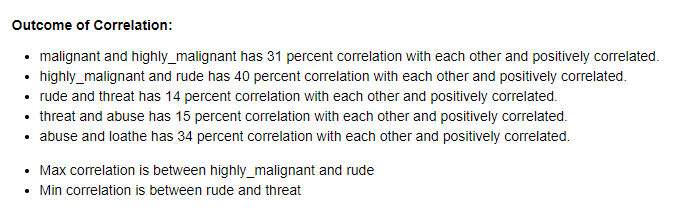 Outcome of Correlation:
malignant and highly_malignant has 31 percent correlation with each other and positively correlated.
highly_malignant and rude has 40 percent correlation with each other and positively correlated.
rude and threat has 14 percent correlation with each other and positively correlated.
threat and abuse has 15 percent correlation with each other and positively correlated.
abuse and loathe has 34 percent correlation with each other and positively correlated.
Max correlation is between highly_malignant and rude
Min correlation is between rude and threat